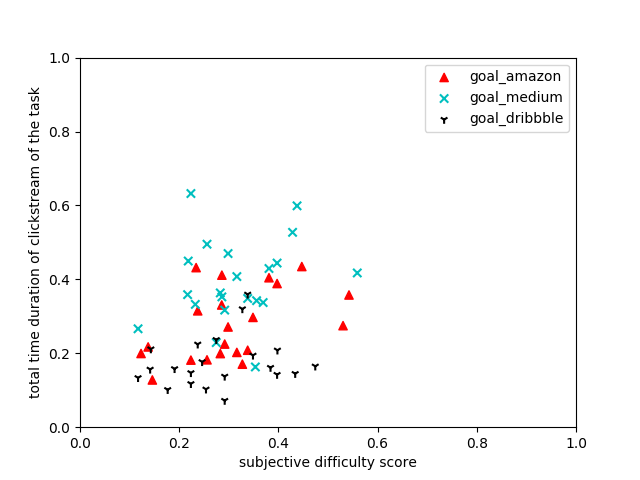 1.0
0.8
0.6
0.4
0.2
0.0
total time duration of clickstream of the task
goal_amazon
goal_medium
goal_dribbble
0.0 0.2 0.4 0.6 0.8 1.0
subjective difficulty score